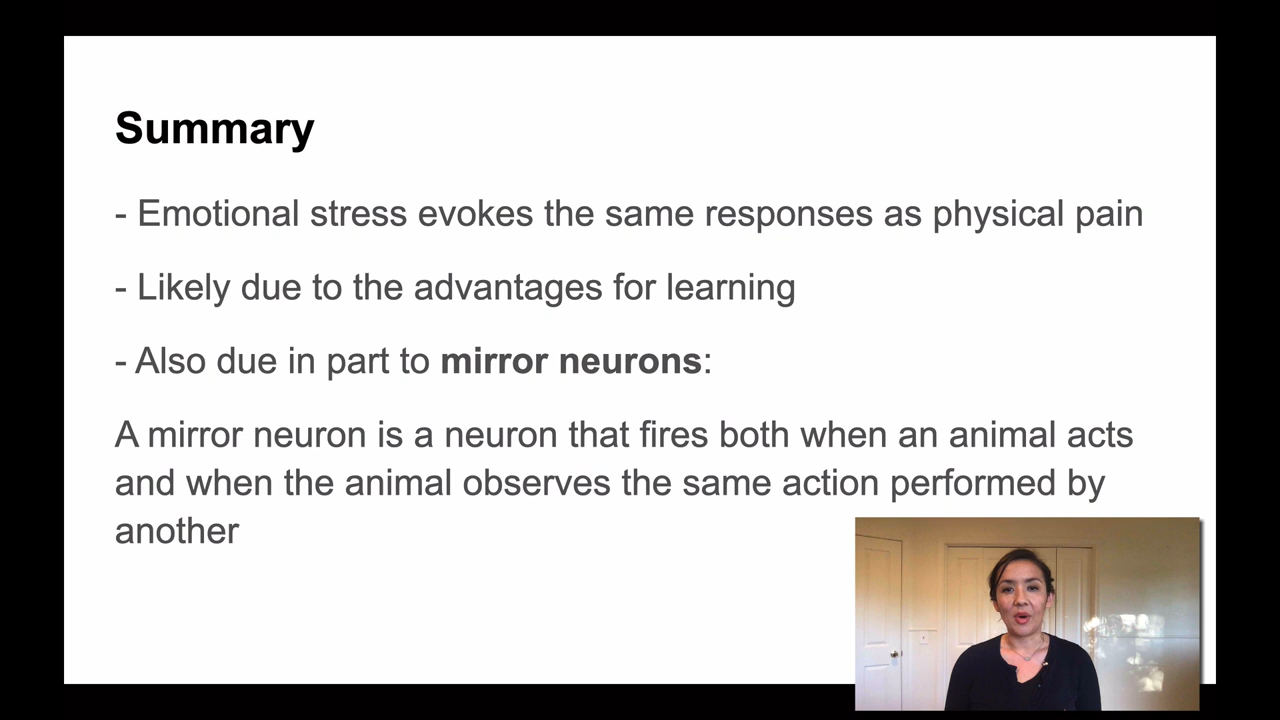 Summary
- Emotional stress evokes the same responses as physical pain
- Likely due to the advantages for learning
- Also due in part to mirror neurons:
A mirror neuron is a neuron that fires both when an animal acts
and when the animal observes the same action performed by
another